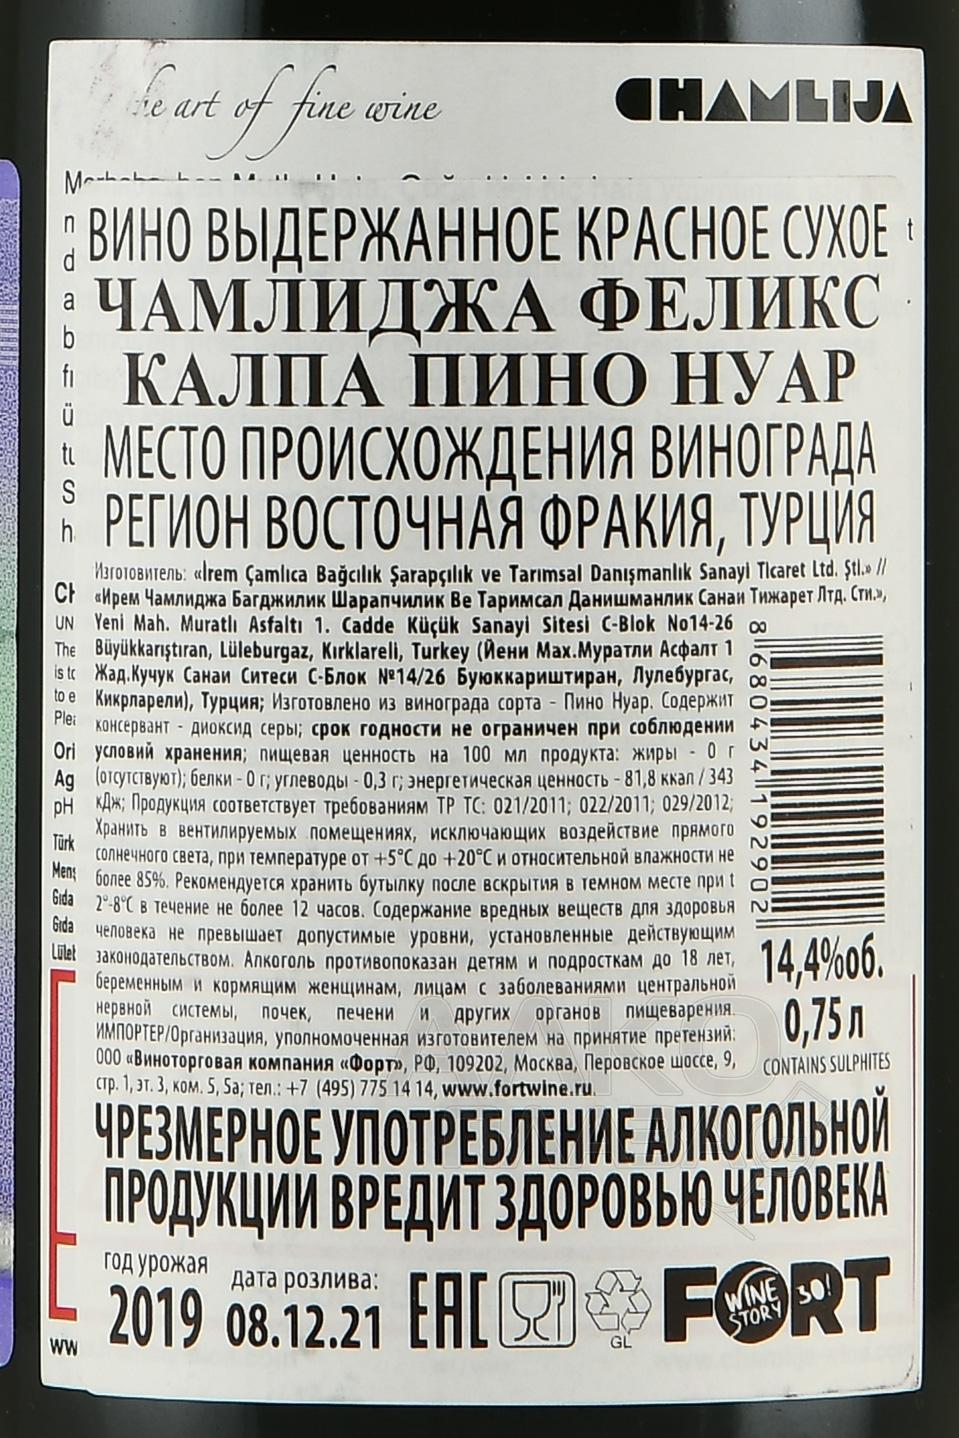 he art of fine wine
CHAMLIJA
ВИНО ВЫДЕРЖАННОЕ КРАСНОЕ СУХОЕ
ЧАМЛИДЖА ФЕЛИКС
КАЛПА ПИНО НУАР
МЕСТО ПРОИСХОЖДЕНИЯ ВИНОГРАДА
РЕГИОН ВОСТОЧНАЯ ФРАКИЯ, ТУРЦИЯ
Изготовитель: «İrem Çamlıca Bağcılık Şarapçılık ve Tarımsal Danışmanlık Sanayi Ticaret Ltd. Şti.» //
«Ирем Чамлиджа Багджилик Шарапчилик Ве Таримсал Данишманлик Санаи Тижарет Лтд. Сти.»,
Yeni Mah. Muratlı Asfaltı 1. Cadde Küçük Sanayi Sitesi C-Blok No14-26
Büyükkarıştıran, Lüleburgaz, Kırklareli, Turkey (Йени Мах.Муратли Асфалт 1
Жад.Кучук Санаи Ситеси С-Блок №14/26 Буюккариштиран, Лулебургас,
Кикрпарели), Турция; Изготовлено из винограда сорта - Пино Нуар. Содержит
консервант - диоксид серы; срок годности не ограничен при соблюдении
условий хранения; пищевая ценность на 100 мл продукта: жиры - 0 г
(отсутствуют); белки - 0 г; углеводы - 0,3 г; энергетическая ценность - 81,8 ккал / 343
кДж; Продукция соответствует требованиям ТР ТС: 021/2011; 022/2011; 029/2012;
Хранить в вентилируемых помещениях, исключающих воздействие прямого
солнечного света, при температуре от +5°С до +20°С и относительной влажности не
более 85%. Рекомендуется хранить бутылку после вскрытия в темном месте при t
2°-8°С в течение не более 12 часов. Содержание вредных веществ для здоровья
человека не превышает допустимые уровни, установленные действующим
законодательством. Алкоголь противопоказан детям и подросткам до 18 лет,
беременным и кормящим женщинам, лицам с заболеваниями центральной
нервной системы, почек, печени и других органов пищеварения.
ИМПОРТЕР/Организация, уполномоченная изготовителем на принятие претензий:
ООО «Виноторговая компания «Форт», РФ, 109202, Москва, Перовское шоссе, 9,
стр. 1, эт. 3, ком. 5, 5а; тел.: +7 (495) 775 14 14, www.fortwine.ru.
8680434192902
14,4%об.
0,75 л
CONTAINS SULPHITES
ЧРЕЗМЕРНОЕ УПОТРЕБЛЕНИЕ АЛКОГОЛЬНОЙ
ПРОДУКЦИИ ВРЕДИТ ЗДОРОВЬЮ ЧЕЛОВЕКА
год урожая
2019
дата розлива:
08.12.21
EAC
GL
FORT
WINE STORY
30!